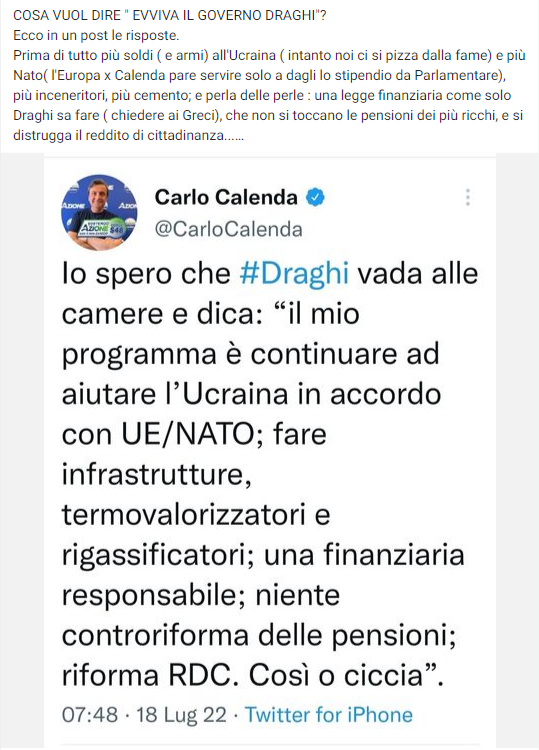 COSA VUOL DIRE " EVVIVA IL GOVERNO DRAGHI"?
Ecco in un post le risposte.
Prima di tutto più soldi ( e armi) all'Ucraina ( intanto noi ci si pizza dalla fame) e più
Nato( l'Europa x Calenda pare servire solo a dagli lo stipendio da Parlamentare),
più inceneritori, più cemento; e perla delle perle : una legge finanziaria come solo
Draghi sa fare ( chiedere ai Greci), che non si toccano le pensioni dei più ricchi, e si
distrugga il reddito di cittadinanza......
Carlo Calenda
@CarloCalenda
Io spero che #Draghi vada alle
camere e dica: “il mio
programma è continuare ad
aiutare l’Ucraina in accordo
con UE/NATO; fare
infrastrutture,
termovalorizzatori e
rigassificatori; una finanziaria
responsabile; niente
controriforma delle pensioni;
riforma RDC. Così o ciccia”.
07:48 · 18 Lug 22 · Twitter for iPhone